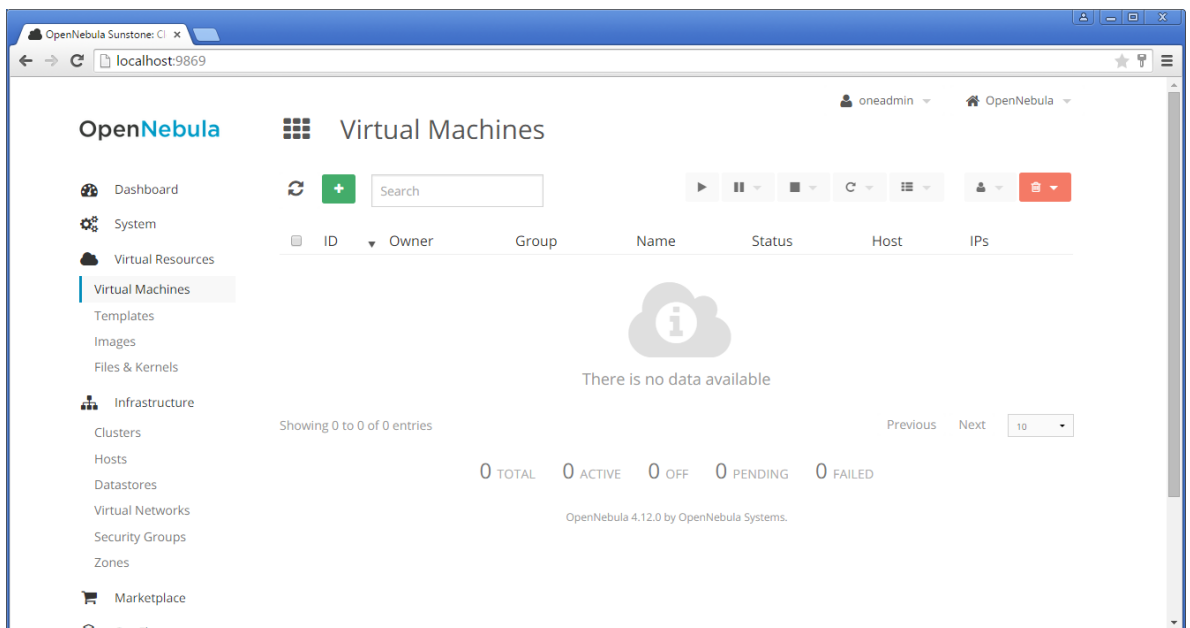 OpenNebula Sunstone: Cl
localhost:9869
oneadmin
OpenNebula
OpenNebula
Virtual Machines
Dashboard
System
Virtual Resources
Virtual Machines
Templates
Images
Files & Kernels
Infrastructure
Clusters
Hosts
Datastores
Virtual Networks
Security Groups
Zones
Marketplace
Search
ID Owner Group Name Status Host IPs
There is no data available
Showing 0 to 0 of 0 entries
Previous Next 10
0 TOTAL 0 ACTIVE 0 OFF 0 PENDING 0 FAILED
OpenNebula 4.12.0 by OpenNebula Systems.